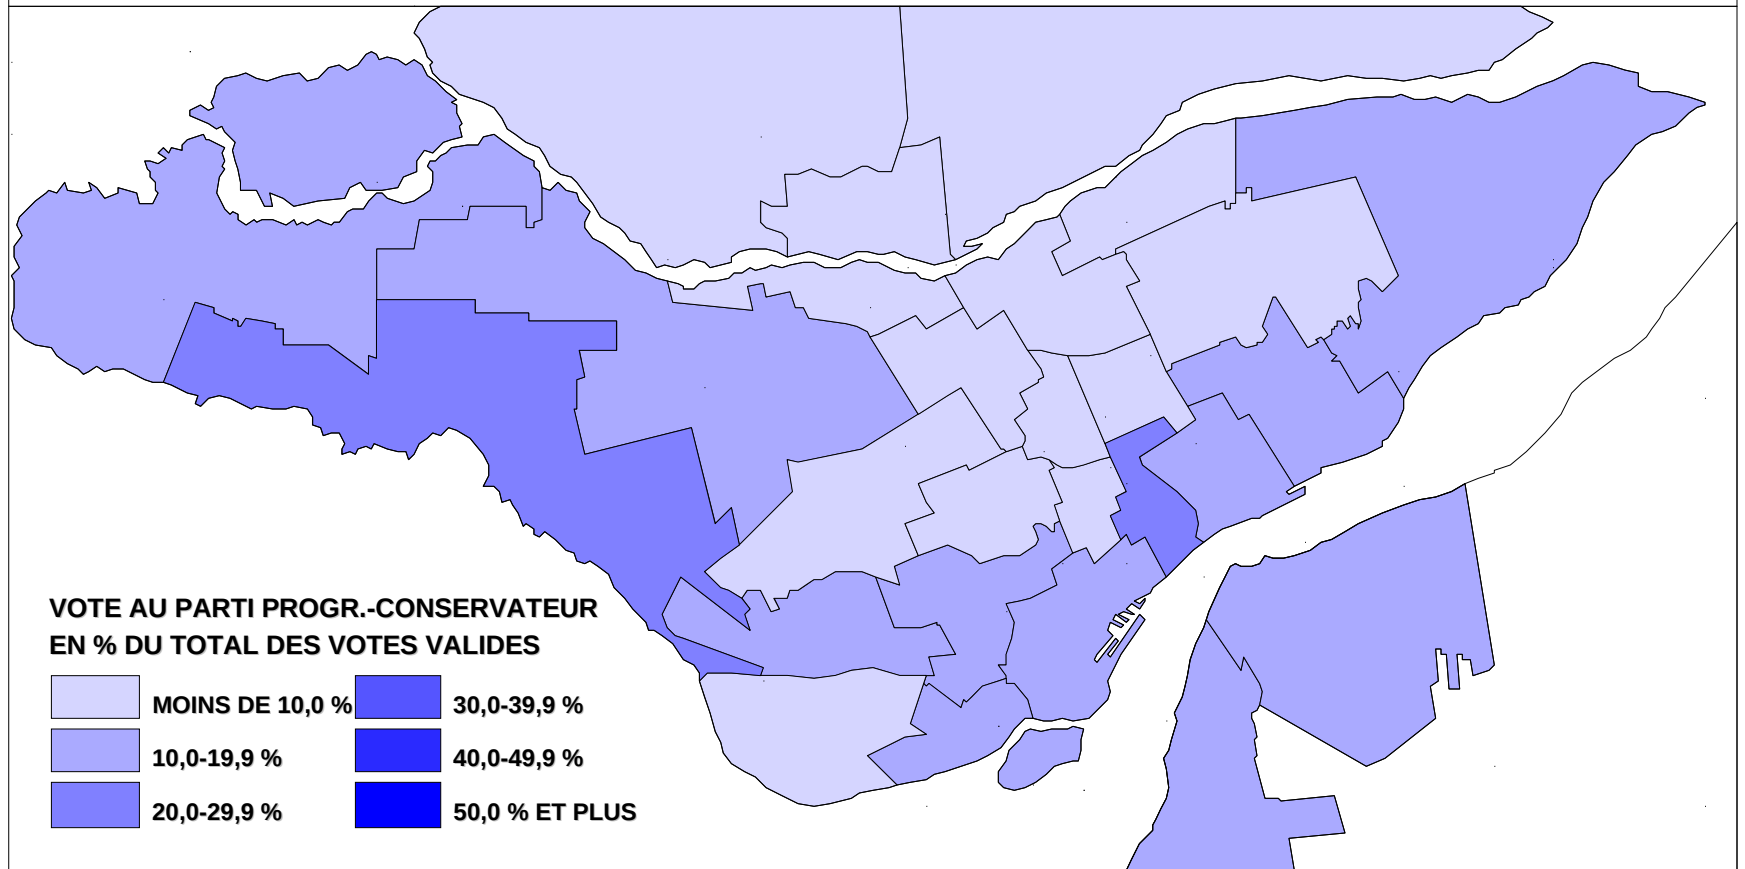 VOTE AU PARTI PROGR.-CONSERVATEUR
EN % DU TOTAL DES VOTES VALIDES
MOINS DE 10,0 %
10,0-19,9 %
20,0-29,9 %
30,0-39,9 %
40,0-49,9 %
50,0 % ET PLUS